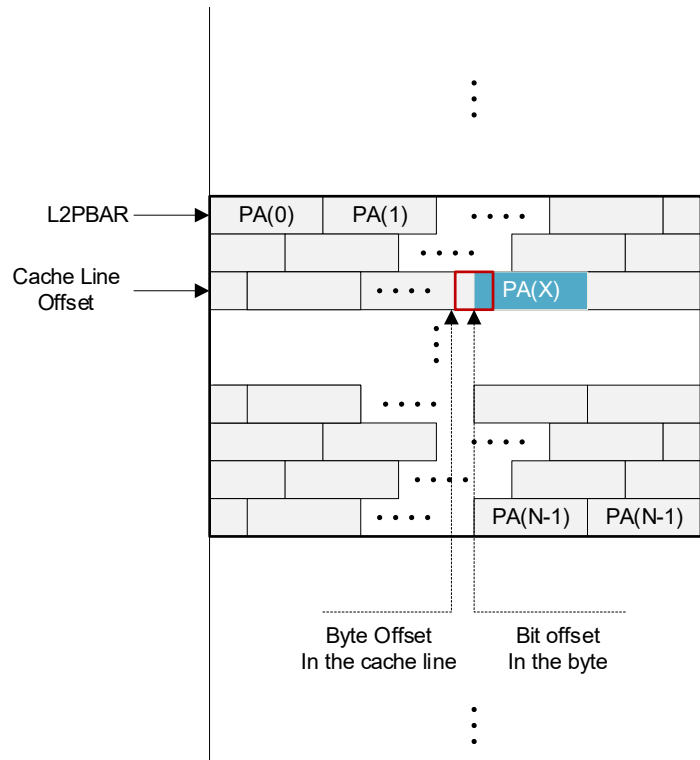 L2PBAR
PA(0)
PA(1)
Cache Line
Offset
PA(X)
PA(N-1)
PA(N-1)
Byte Offset
In the cache line
Bit offset
In the byte